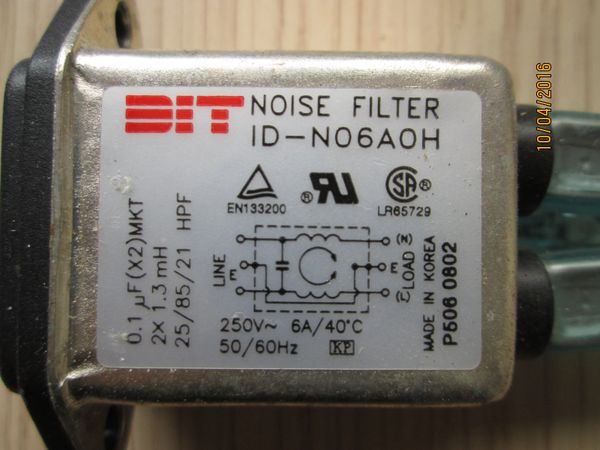 BIT NOISE FILTER
ID-N06A0H
EN133200
LR65729
0.1 µF(X2)MKT
2x 1.3 mH
25/85/21 HPF
LINE
E
(N)
E
LOAD
(L)
250V~ 6A/40°C
50/60Hz KP
MADE IN KOREA
P506 0802
10/04/2016